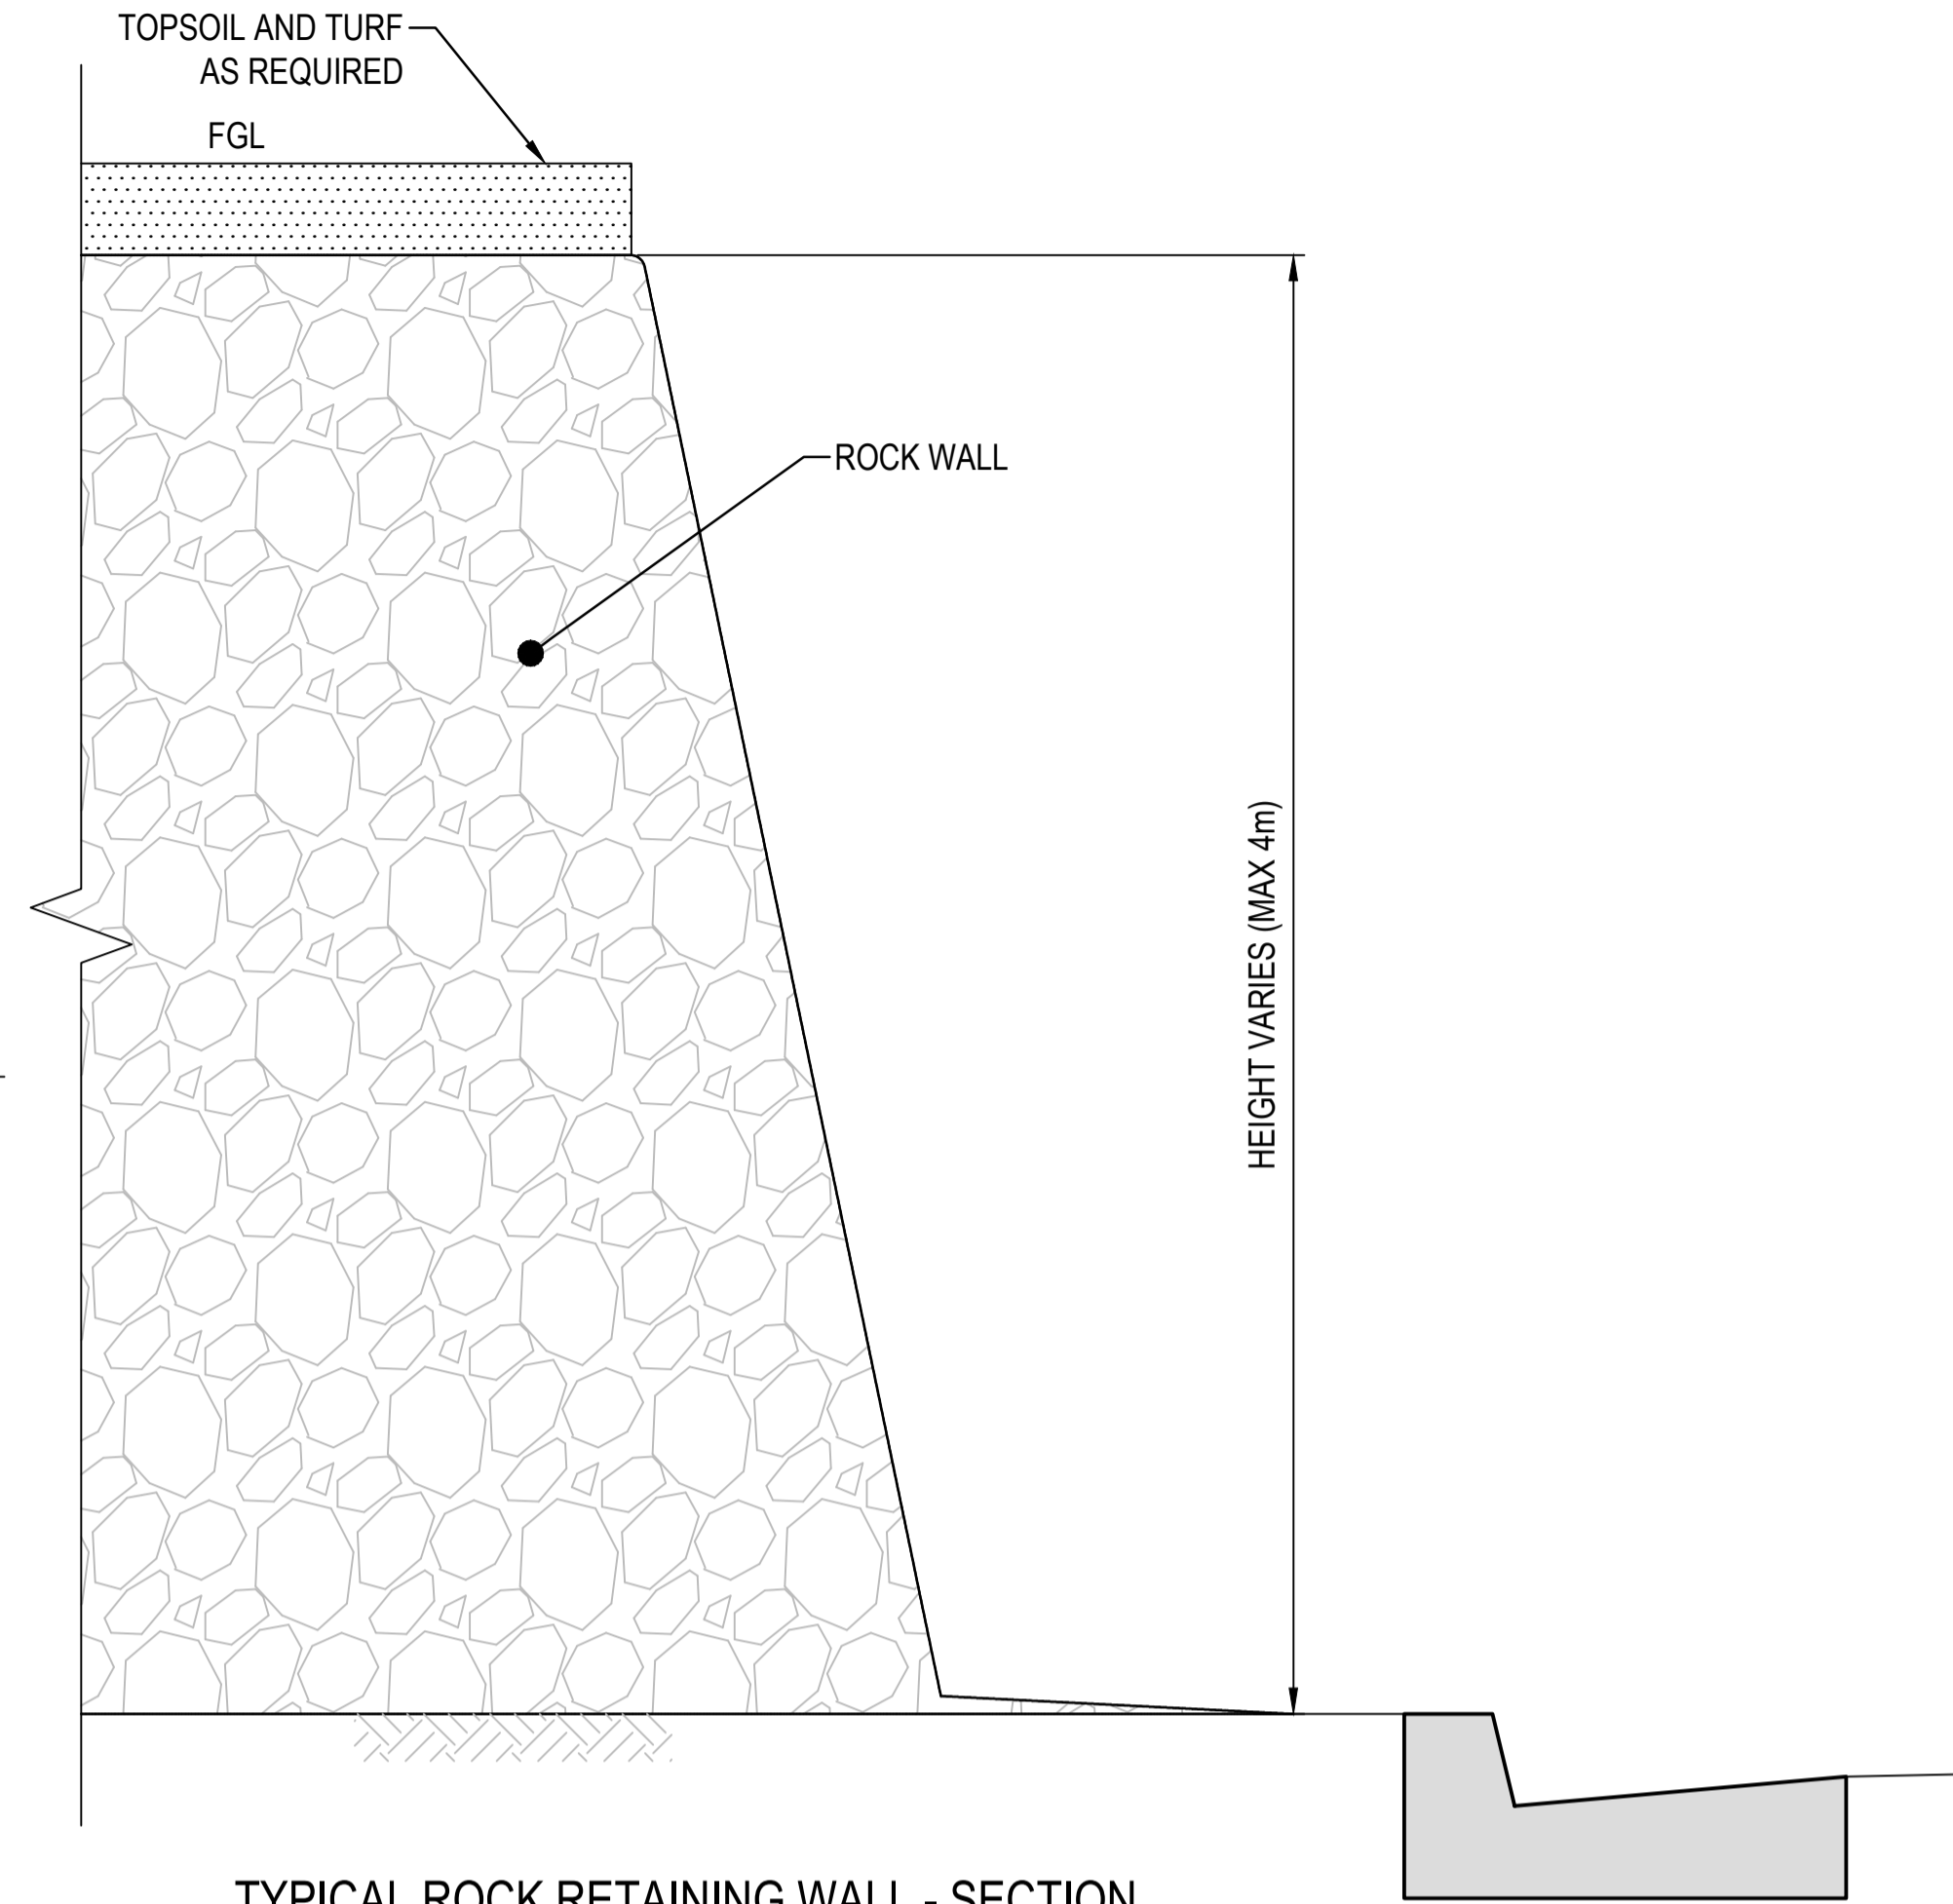 TOPSOIL AND TURF
AS REQUIRED
FGL
ROCK WALL
HEIGHT VARIES (MAX 4m)
TYPICAL ROCK RETAINING WALL - SECTION